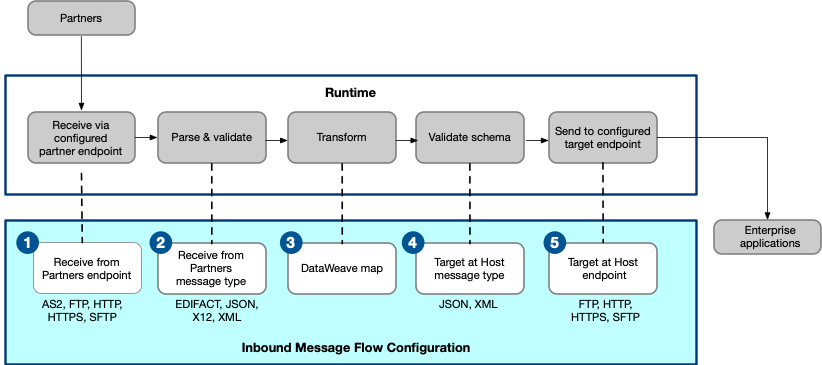 Partners
Runtime
Receive via
configured
partner endpoint
Parse & validate
Transform
Validate schema
Send to configured
target endpoint
Enterprise
applications
1
Receive from
Partners endpoint
AS2, FTP, HTTP,
HTTPS, SFTP
2
Receive from
Partners
message type
EDIFACT, JSON,
X12, XML
3
DataWeave map
4
Target at Host
message type
JSON, XML
5
Target at Host
endpoint
FTP, HTTP,
HTTPS, SFTP
Inbound Message Flow Configuration